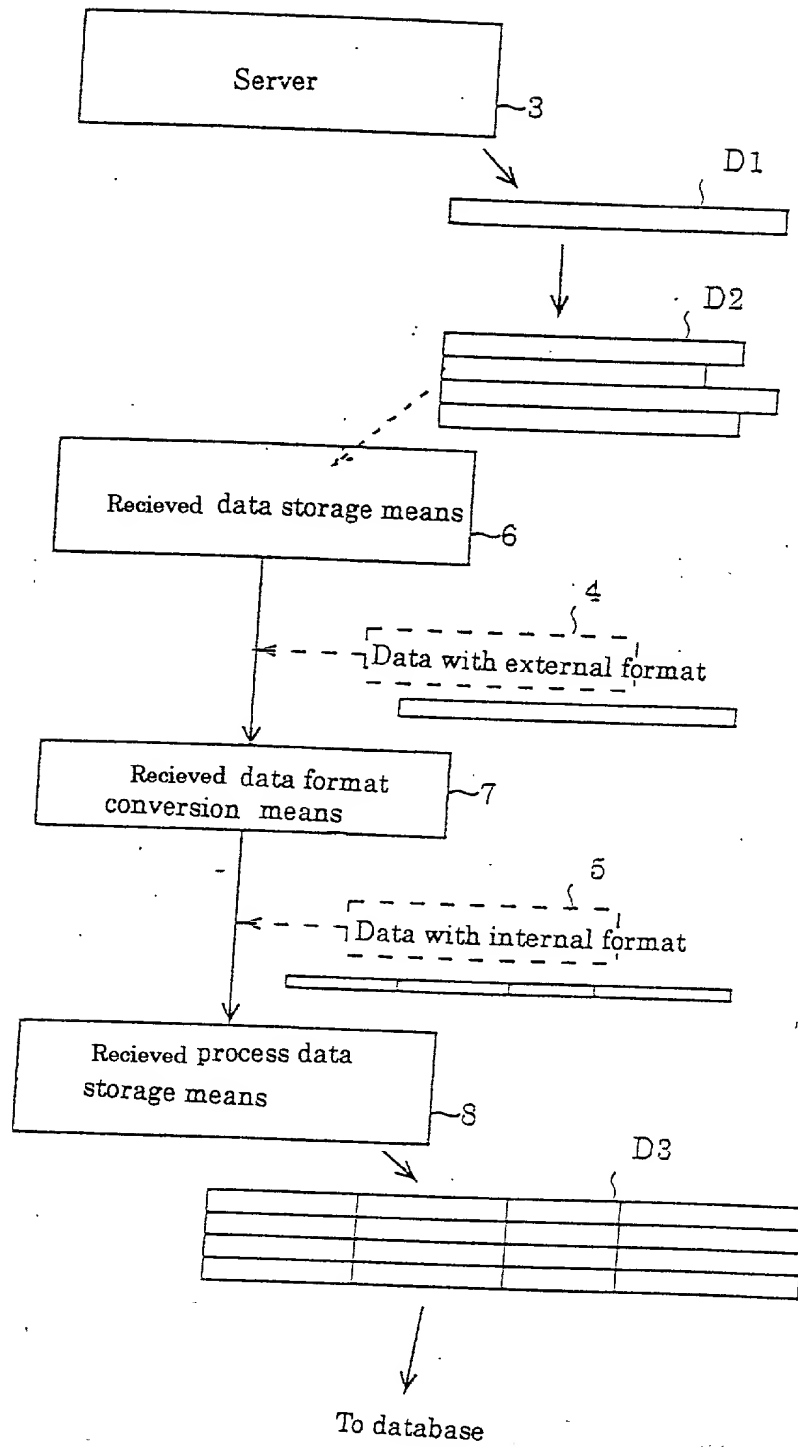 Server
3
D1
D2
Recieved data storage means
6
4
Data with external format
Recieved data format
conversion means
7
5
Data with internal format
Recieved process data
storage means
8
D3
To database